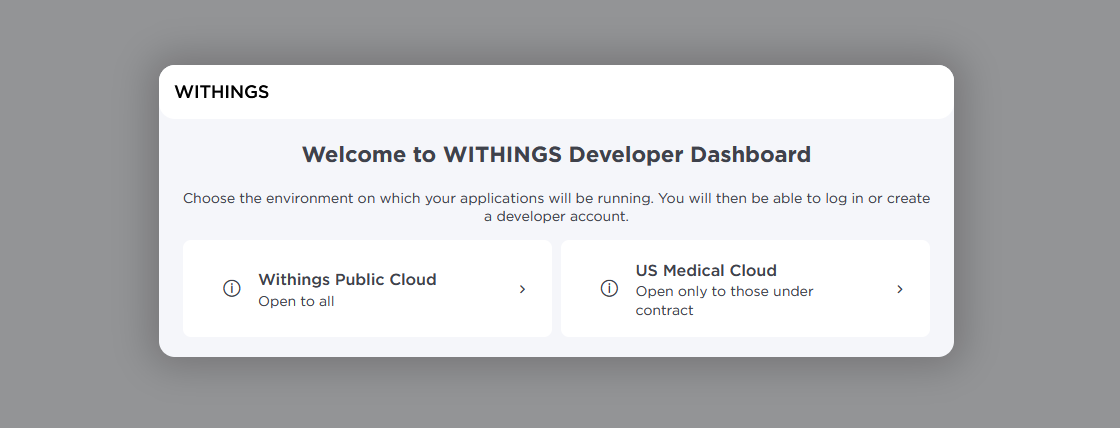 WITHINGS
Welcome to WITHINGS Developer Dashboard
Choose the environment on which your applications will be running. You will then be able to log in or create
a developer account.
Withings Public Cloud
Open to all
US Medical Cloud
Open only to those under
contract